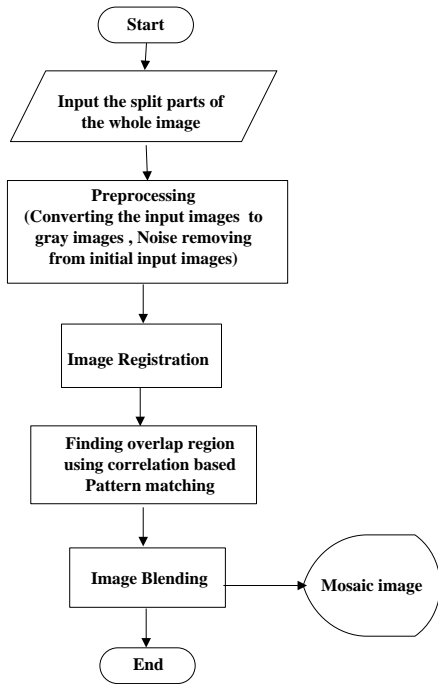 Start
Input the split parts of
the whole image
Preprocessing
(Converting the input images to
gray images , Noise removing
from initial input images)
Image Registration
Finding overlap region
using correlation based
Pattern matching
Image Blending
Mosaic image
End